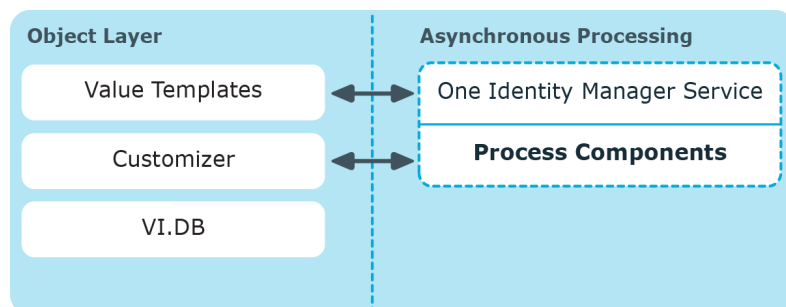 Object Layer
Asynchronous Processing
Value Templates
One Identity Manager Service
Customizer
Process Components
VI.DB